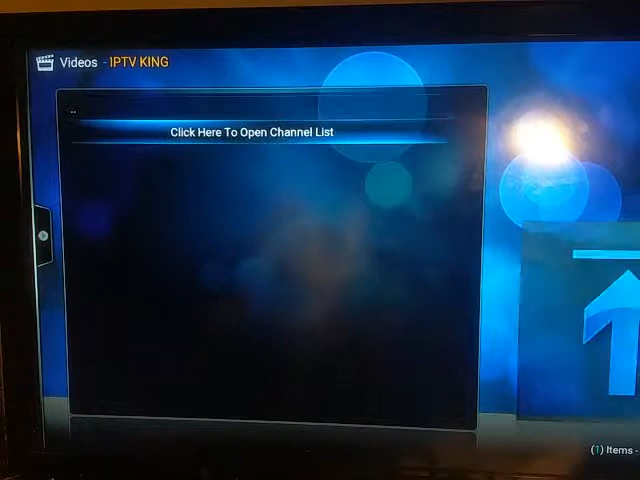 Videos - IPTV KING
..
Click Here To Open Channel List
(1) Items -